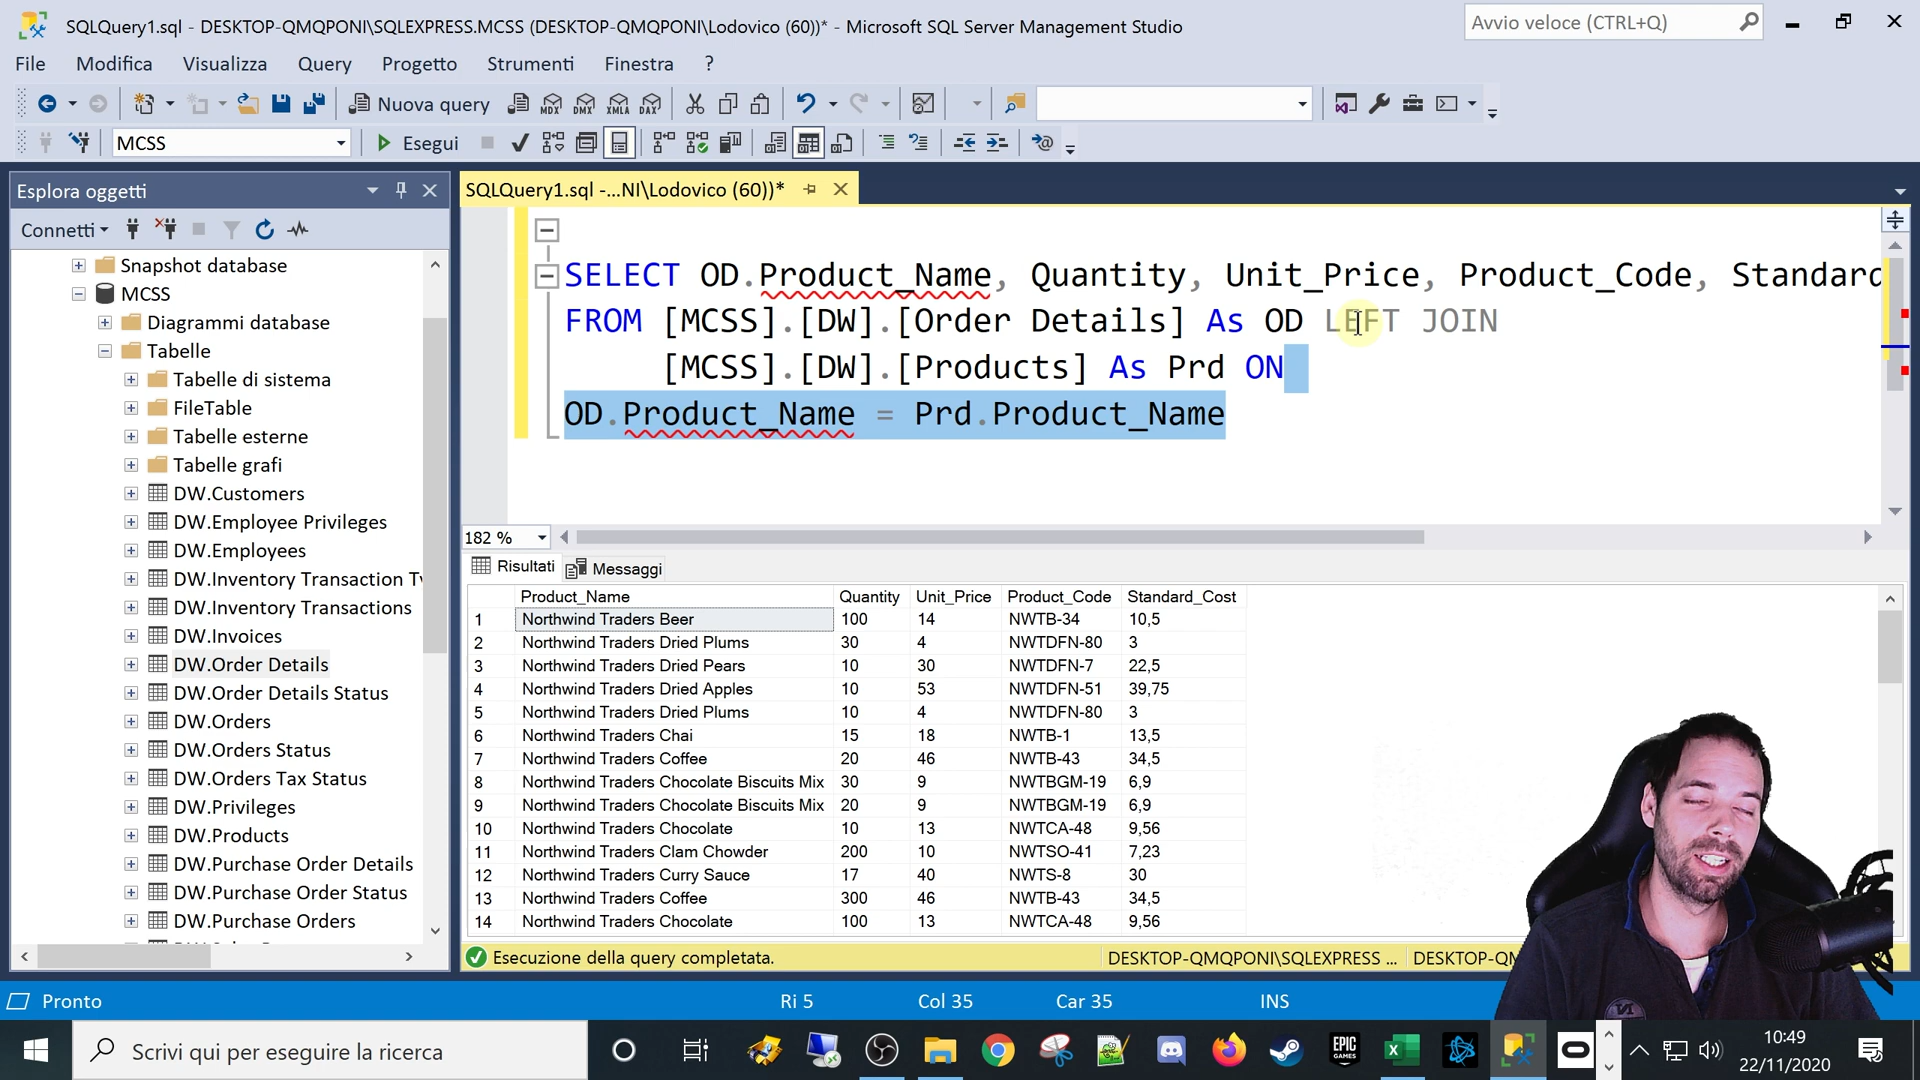 SQLQuery1.sql - DESKTOP-QMQPONI\SQLEXPRESS.MCSS (DESKTOP-QMQPONI\Lodovico (60))* - Microsoft SQL Server Management Studio
Avvio veloce (CTRL+Q)
File Modifica Visualizza Query Progetto Strumenti Finestra ?
Nuova query
MDX DMX XMLA DAX
MCSS
Esegui
Esplora oggetti
SQLQuery1.sql -...NI\Lodovico (60))*
Connetti
Snapshot database
MCSS
Diagrammi database
Tabelle
Tabelle di sistema
FileTable
Tabelle esterne
Tabelle grafi
DW.Customers
DW.Employee Privileges
DW.Employees
DW.Inventory Transaction T
DW.Inventory Transactions
DW.Invoices
DW.Order Details
DW.Order Details Status
DW.Orders
DW.Orders Status
DW.Orders Tax Status
DW.Privileges
DW.Products
DW.Purchase Order Details
DW.Purchase Order Status
DW.Purchase Orders
SELECT OD.Product_Name, Quantity, Unit_Price, Product_Code, Standard
FROM [MCSS].[DW].[Order Details] As OD LEFT JOIN
[MCSS].[DW].[Products] As Prd ON
OD.Product_Name = Prd.Product_Name
182 %
Risultati Messaggi
Product_Name Quantity Unit_Price Product_Code Standard_Cost
1 Northwind Traders Beer 100 14 NWTB-34 10,5
2 Northwind Traders Dried Plums 30 4 NWTDFN-80 3
3 Northwind Traders Dried Pears 10 30 NWTDFN-7 22,5
4 Northwind Traders Dried Apples 10 53 NWTDFN-51 39,75
5 Northwind Traders Dried Plums 10 4 NWTDFN-80 3
6 Northwind Traders Chai 15 18 NWTB-1 13,5
7 Northwind Traders Coffee 20 46 NWTB-43 34,5
8 Northwind Traders Chocolate Biscuits Mix 30 9 NWTBGM-19 6,9
9 Northwind Traders Chocolate Biscuits Mix 20 9 NWTBGM-19 6,9
10 Northwind Traders Chocolate 10 13 NWTCA-48 9,56
11 Northwind Traders Clam Chowder 200 10 NWTSO-41 7,23
12 Northwind Traders Curry Sauce 17 40 NWTS-8 30
13 Northwind Traders Coffee 300 46 NWTB-43 34,5
14 Northwind Traders Chocolate 100 13 NWTCA-48 9,56
Esecuzione della query completata.
DESKTOP-QMQPONI\SQLEXPRESS ... DESKTOP-QM
Pronto
Ri 5 Col 35 Car 35 INS
Scrivi qui per eseguire la ricerca
EPIC GAMES
10:49
22/11/2020